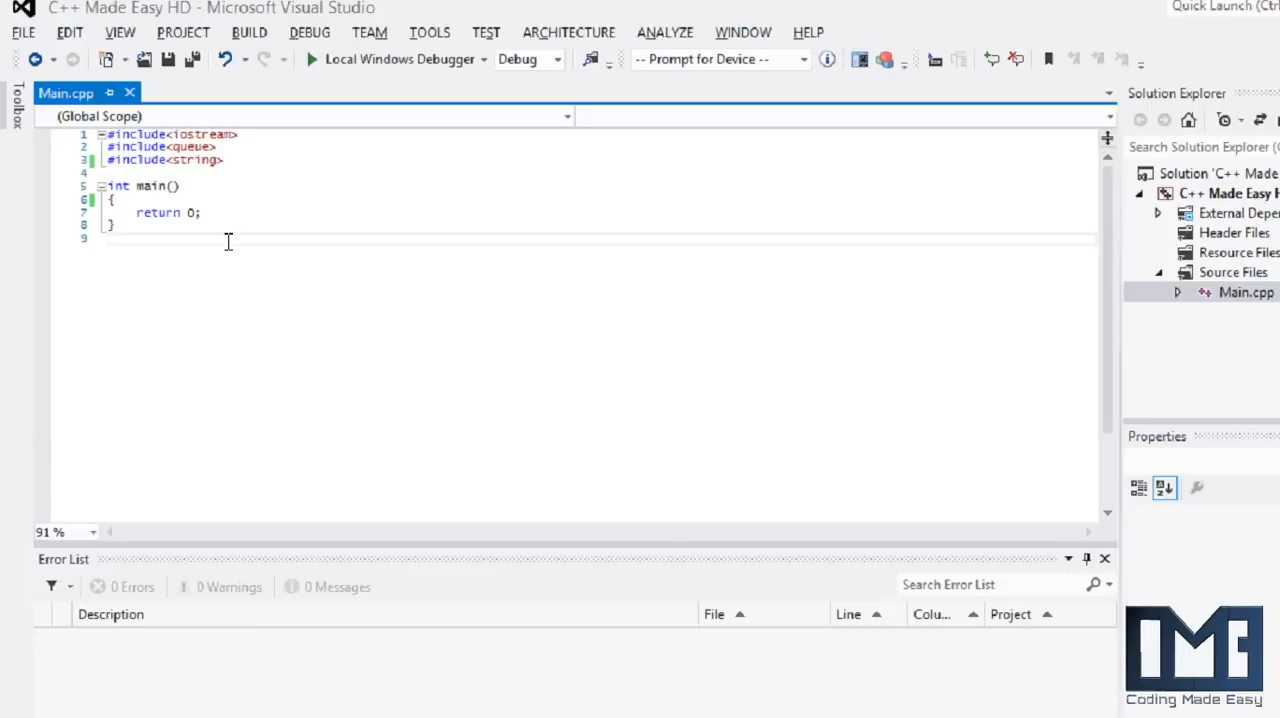 C++ Made Easy HD - Microsoft Visual Studio
Quick Launch (Ctrl
FILE EDIT VIEW PROJECT BUILD DEBUG TEAM TOOLS TEST ARCHITECTURE ANALYZE WINDOW HELP
Local Windows Debugger Debug -- Prompt for Device --
Toolbox
Main.cpp
(Global Scope)
1 #include<iostream>
2 #include<queue>
3 #include<string>
4
5 int main()
6 {
7 return 0;
8 }
9
91 %
Solution Explorer
Search Solution Explorer (C
Solution 'C++ Made
C++ Made Easy H
External Depe
Header Files
Resource Files
Source Files
Main.cpp
Properties
Error List
0 Errors 0 Warnings 0 Messages Search Error List
Description File Line Colu... Project
CME
Coding Made Easy